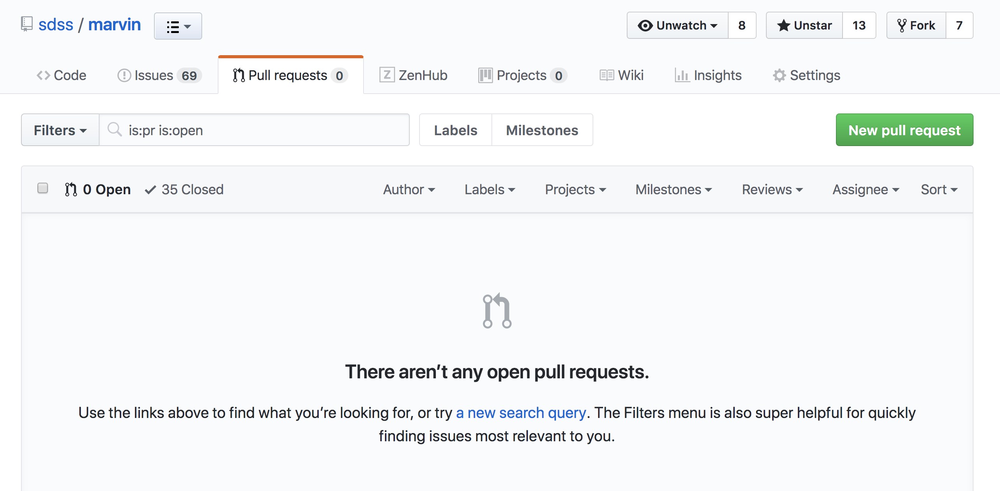 sdss / marvin
Unwatch 8
Unstar 13
Fork 7
Code
Issues 69
Pull requests 0
ZenHub
Projects 0
Wiki
Insights
Settings
Filters
is:pr is:open
Labels
Milestones
New pull request
0 Open
35 Closed
Author
Labels
Projects
Milestones
Reviews
Assignee
Sort
There aren’t any open pull requests.
Use the links above to find what you’re looking for, or try a new search query. The Filters menu is also super helpful for quickly
finding issues most relevant to you.